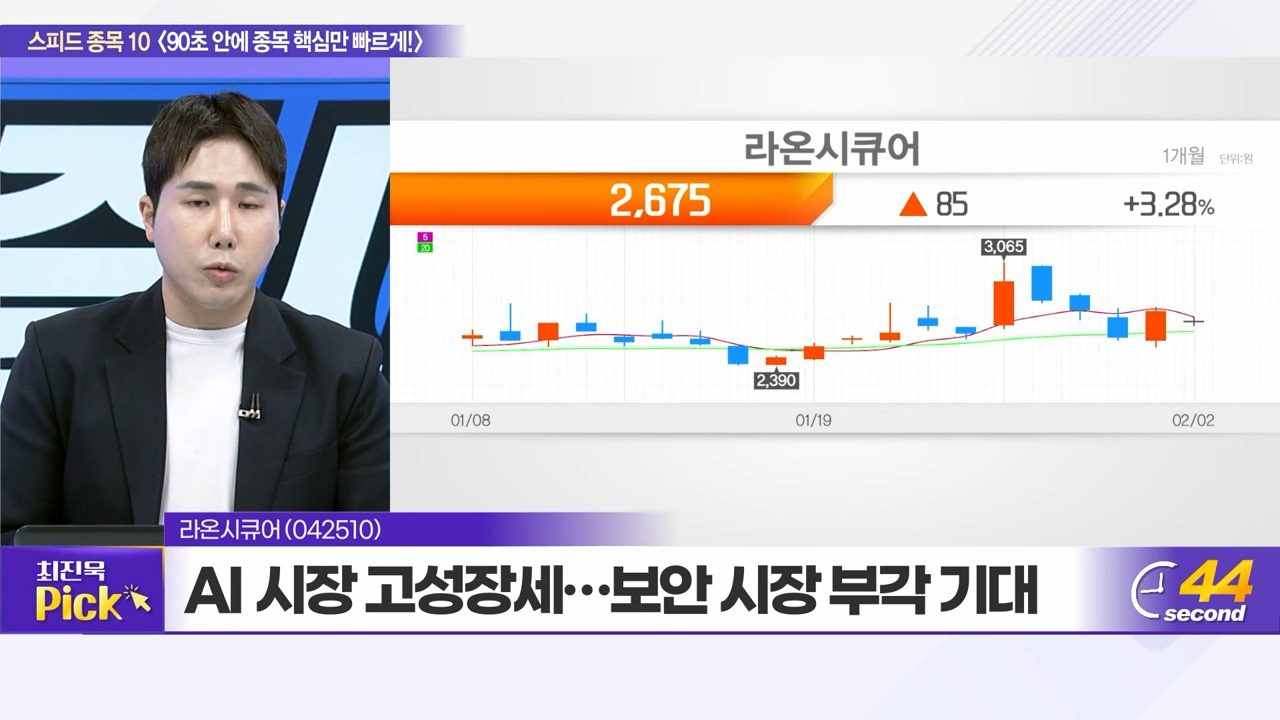 스피드 종목 10 〈90초 안에 종목 핵심만 빠르게!〉
라온시큐어
1개월 단위:원
2,675 ▲ 85 +3.28%
5
20
3,065
2,390
01/08 01/19 02/02
라온시큐어(042510)
최진욱
Pick
AI 시장 고성장세…보안 시장 부각 기대
44
second